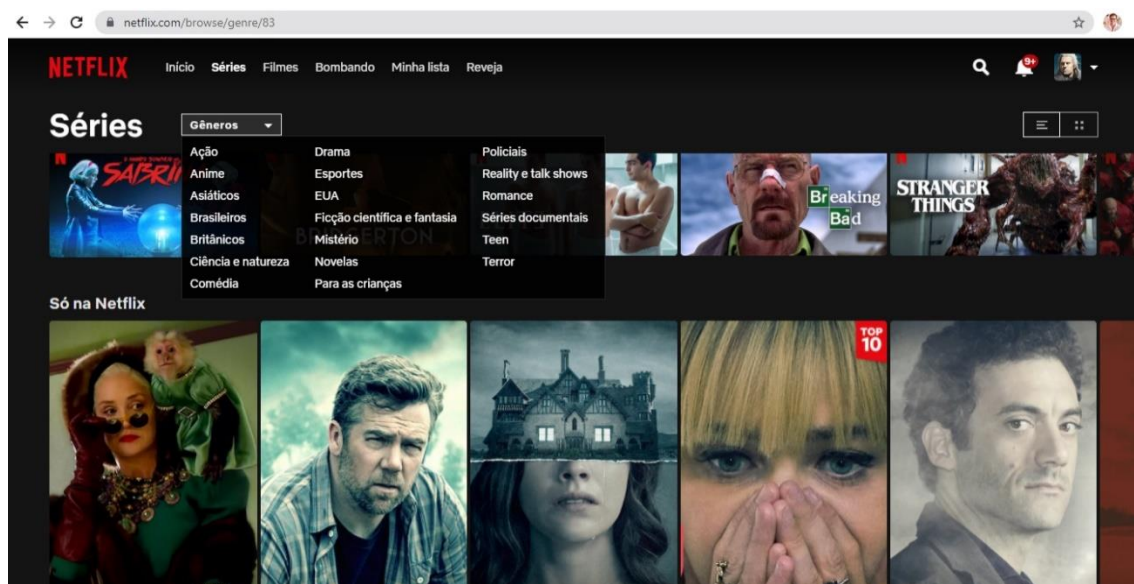 netflix.com/browse/genre/83
NETFLIX
Início Séries Filmes Bombando Minha lista Reveja
9+
Séries
Gêneros
Ação
Anime
Asiáticos
Brasileiros
Britânicos
Ciência e natureza
Comédia
Drama
Esportes
EUA
Ficção científica e fantasia
Mistério
Novelas
Para as crianças
Policiais
Reality e talk shows
Romance
Séries documentais
Teen
Terror
SABRI
BRIDGERTON
Breaking
Bad
STRANGER
THINGS
Só na Netflix
TOP
10